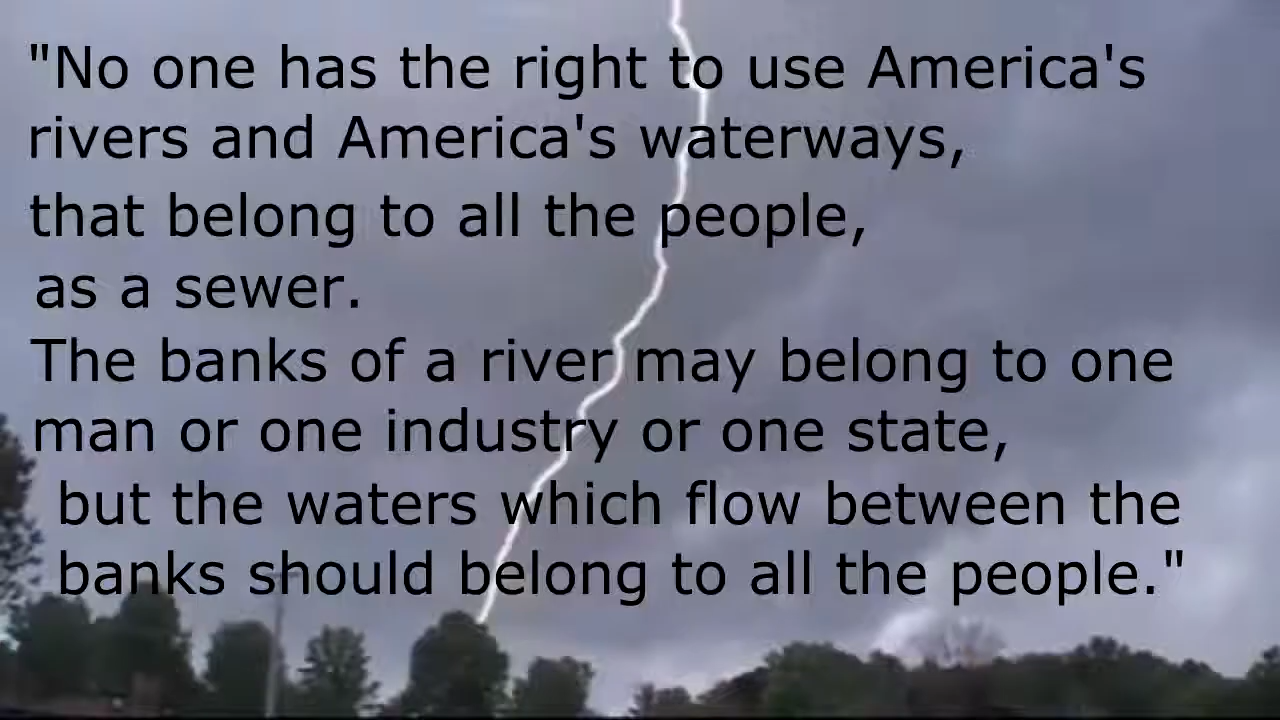 "No one has the right to use America's
rivers and America's waterways,
that belong to all the people,
as a sewer.
The banks of a river may belong to one
man or one industry or one state,
but the waters which flow between the
banks should belong to all the people."